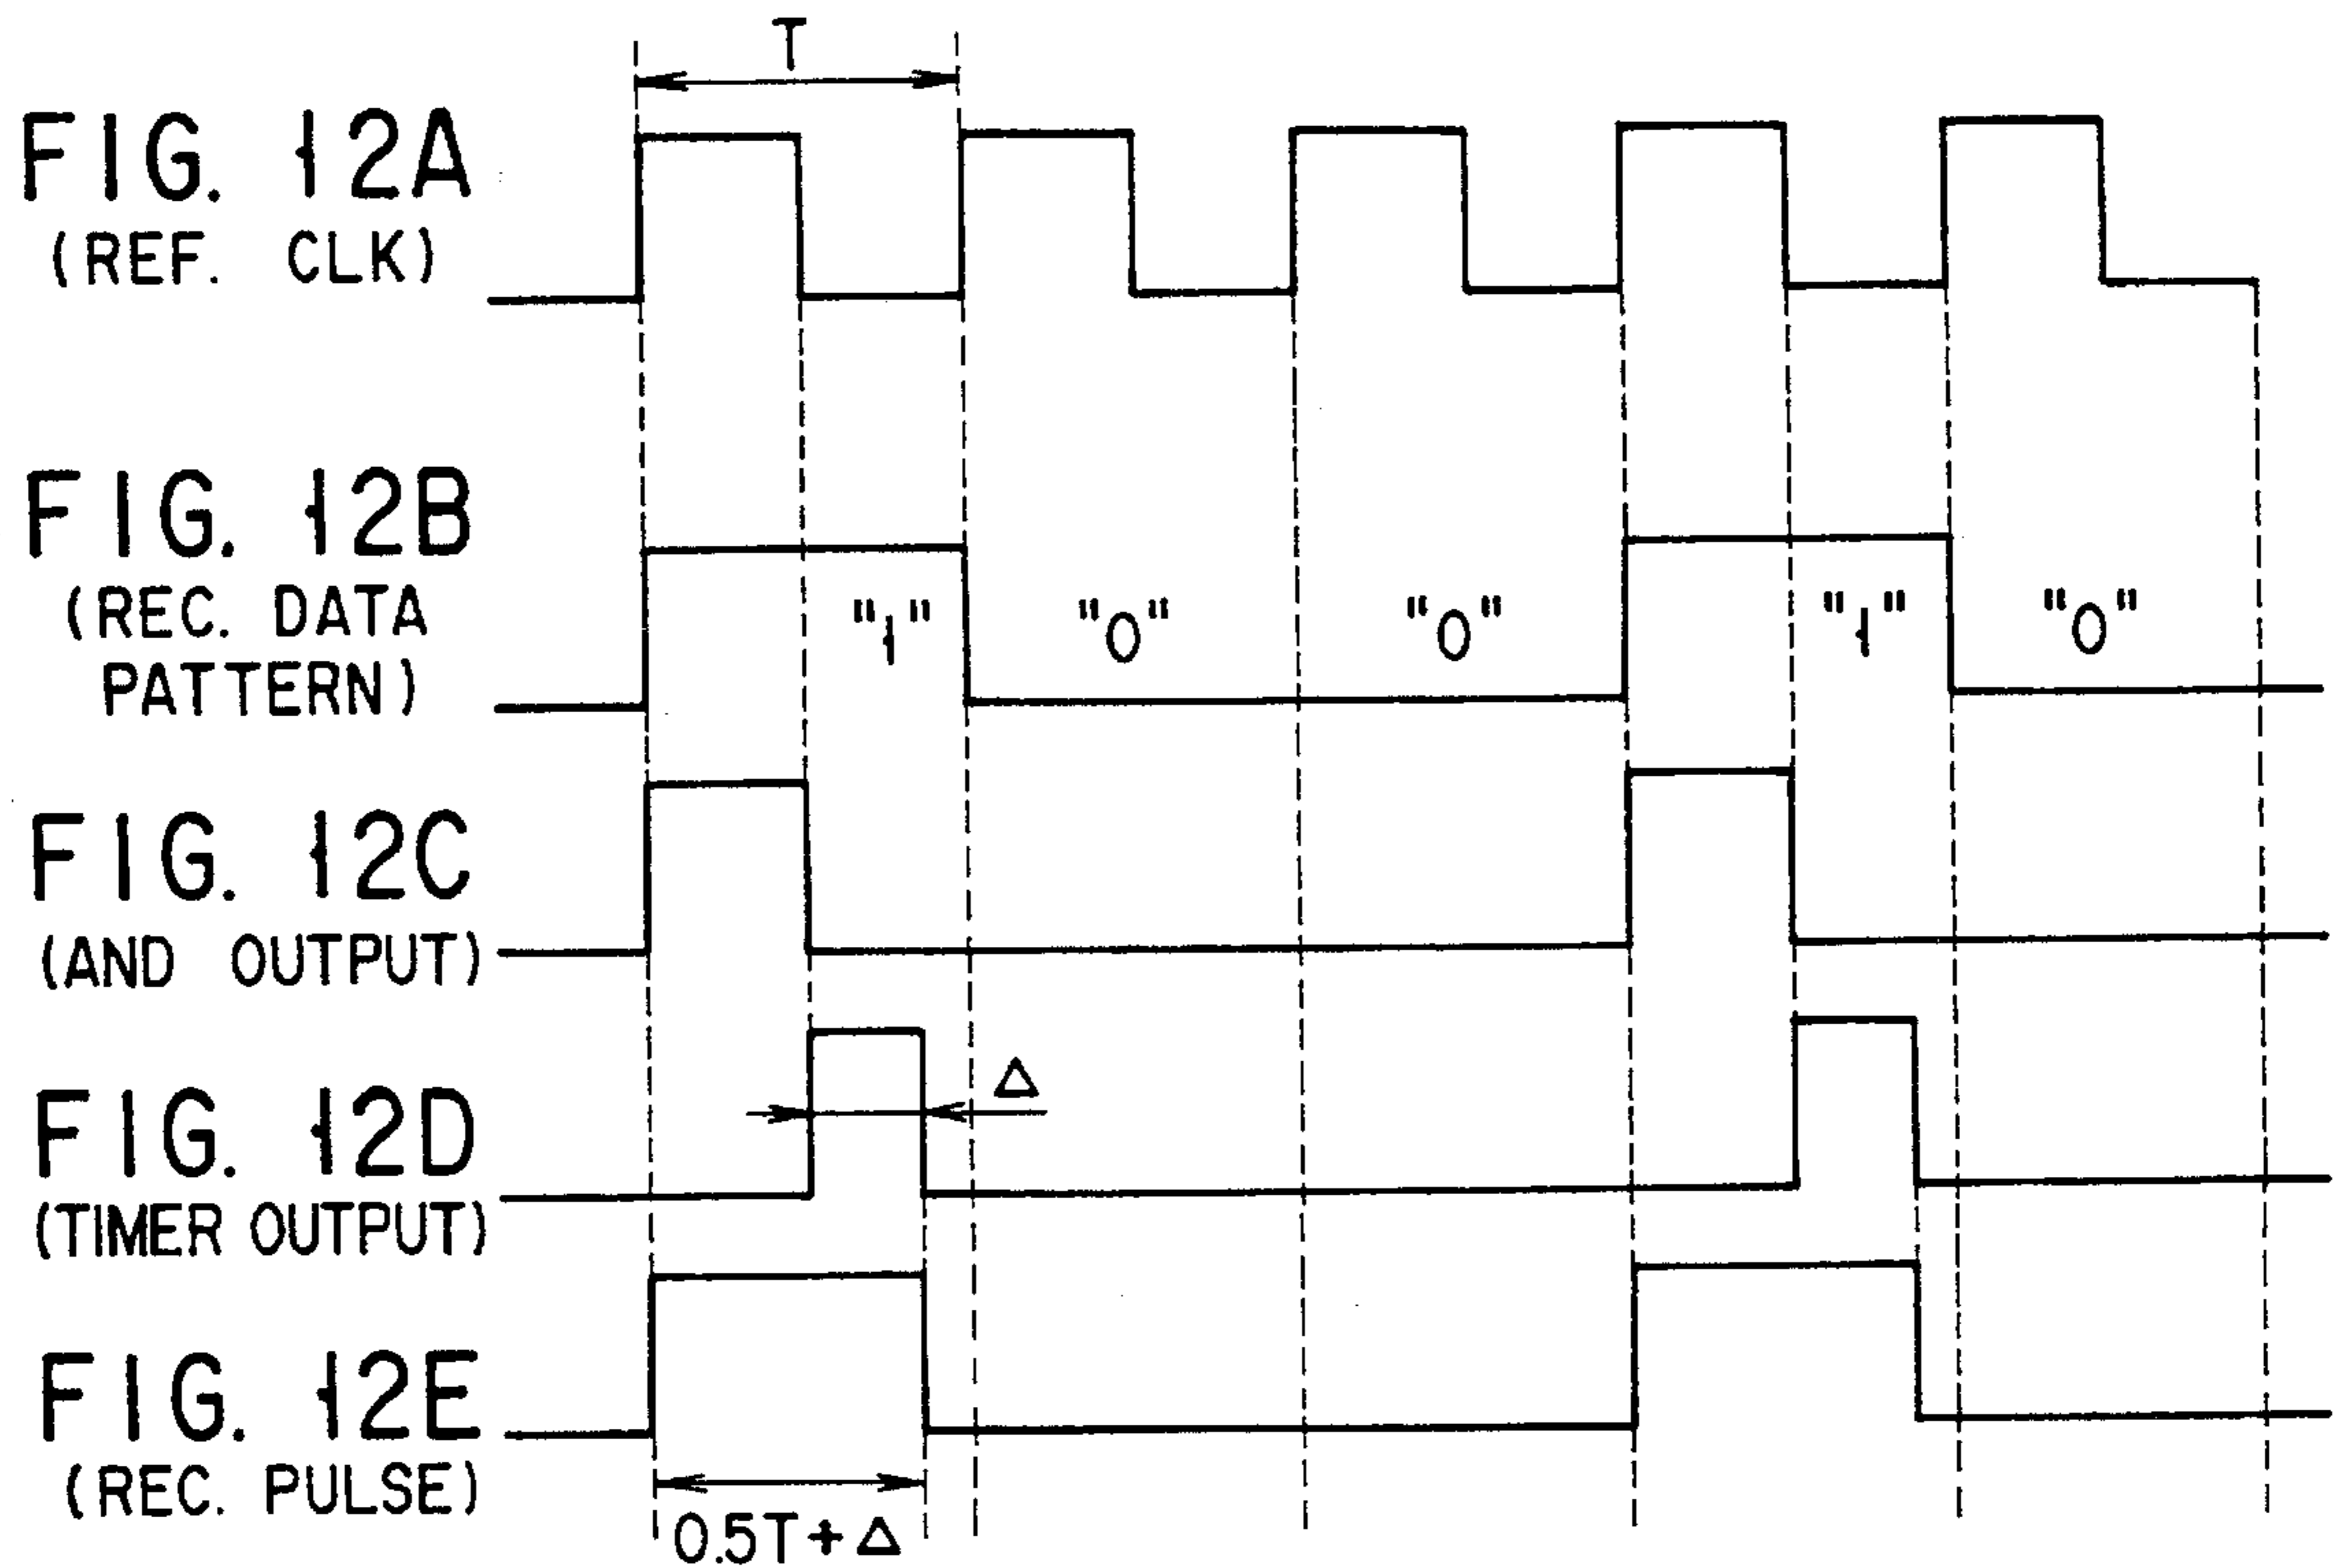 T
FIG. 12A
(REF. CLK)
FIG. 12B
(REC. DATA
PATTERN)
"1" "0" "0" "1" "0"
FIG. 12C
(AND OUTPUT)
FIG. 12D
(TIMER OUTPUT)
Δ
FIG. 12E
(REC. PULSE)
0.5T+Δ